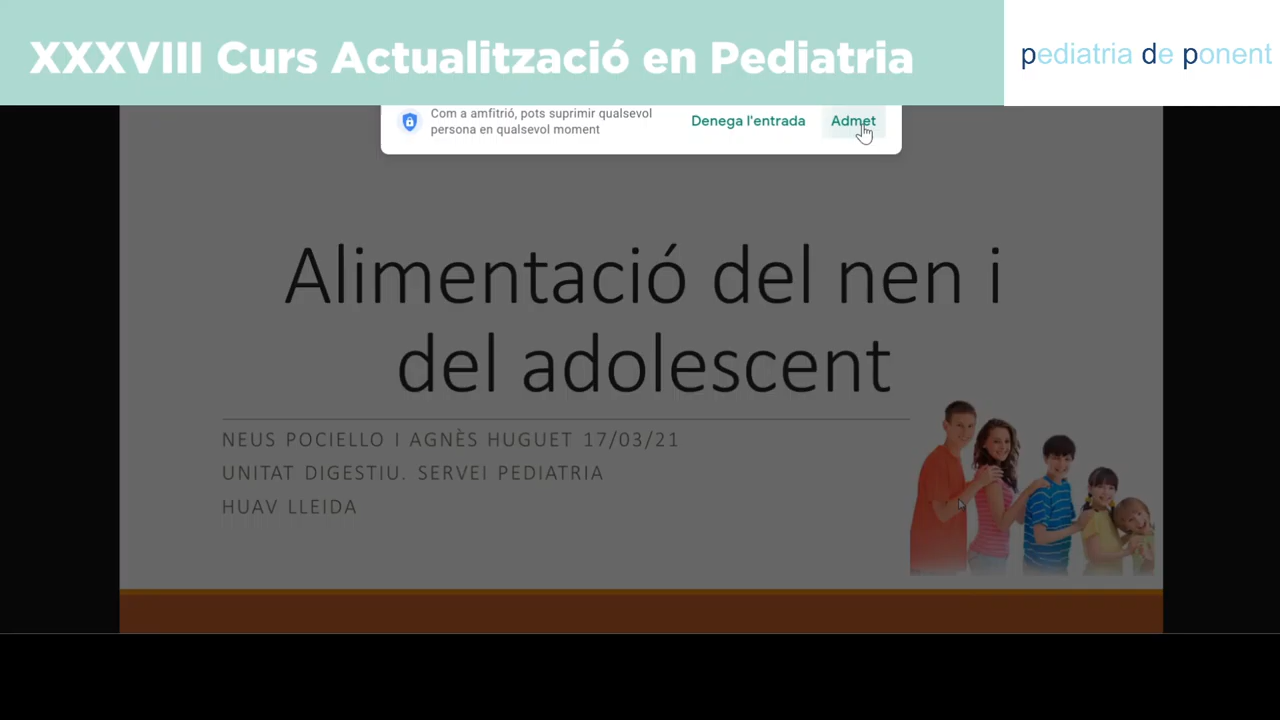 XXXVIII Curs Actualització en Pediatria
pediatria de ponent
Com a amfitrió, pots suprimir qualsevol
persona en qualsevol moment
Denega l'entrada
Admet
Alimentació del nen i
del adolescent
NEUS POCIELLO I AGNÈS HUGUET 17/03/21
UNITAT DIGESTIU. SERVEI PEDIATRIA
HUAV LLEIDA